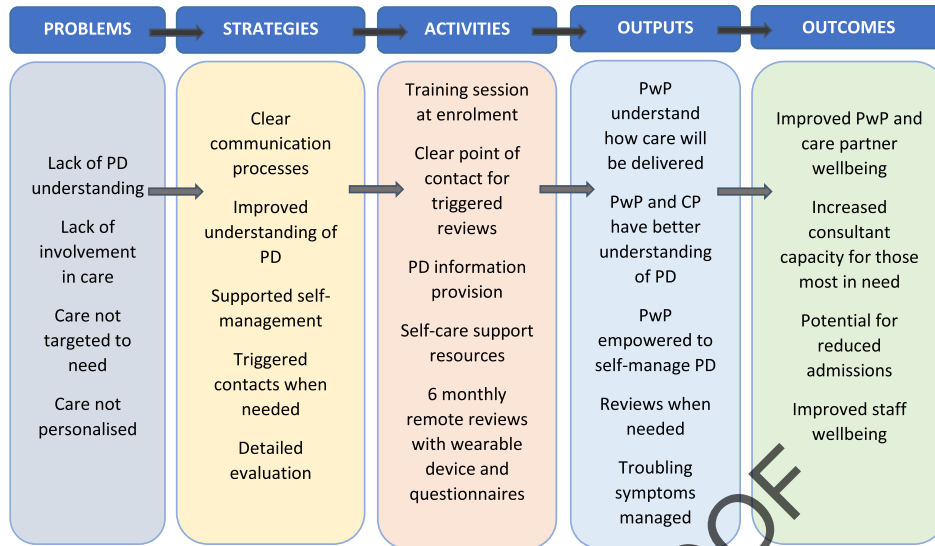 PROBLEMS
STRATEGIES
ACTIVITIES
OUTPUTS
OUTCOMES
Lack of PD
understanding
Lack of
involvement
in care
Care not
targeted to
need
Care not
personalised
Clear
communication
processes
Improved
understanding of
PD
Supported self-
management
Triggered
contacts when
needed
Detailed
evaluation
Training session
at enrolment
Clear point of
contact for
triggered
reviews
PD information
provision
Self-care support
resources
6 monthly
remote reviews
with wearable
device and
questionnaires
PwP
understand
how care will
be delivered
PwP and CP
have better
understanding
of PD
PwP
empowered to
self-manage PD
Reviews when
needed
Troubling
symptoms
managed
Improved PwP and
care partner
wellbeing
Increased
consultant
capacity for those
most in need
Potential for
reduced
admissions
Improved staff
wellbeing